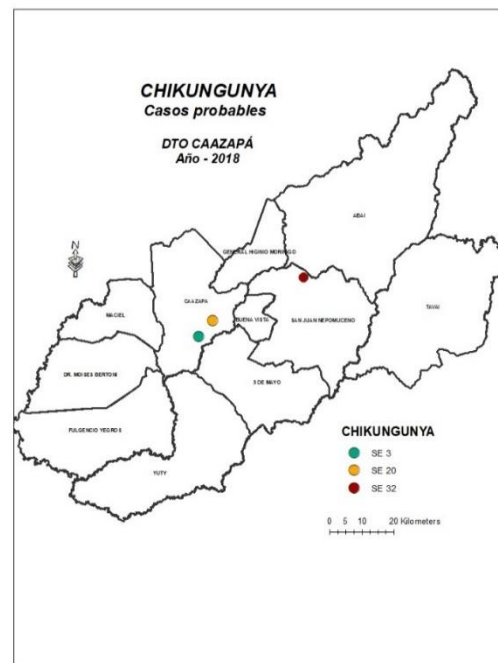 CHIKUNGUNYA
Casos probables
DTO CAAZAPÁ
Año - 2018
N
ABAI
GENERAL HIGINIO MORINIGO
TAVAI
CAAZAPA
BUENA VISTA
SAN JUAN NEPOMUCENO
MACIEL
DR. MOISES BERTONI
3 DE MAYO
FULGENCIO YEGROS
YUTY
CHIKUNGUNYA
SE 3
SE 20
SE 32
0 5 10 20 Kilometers